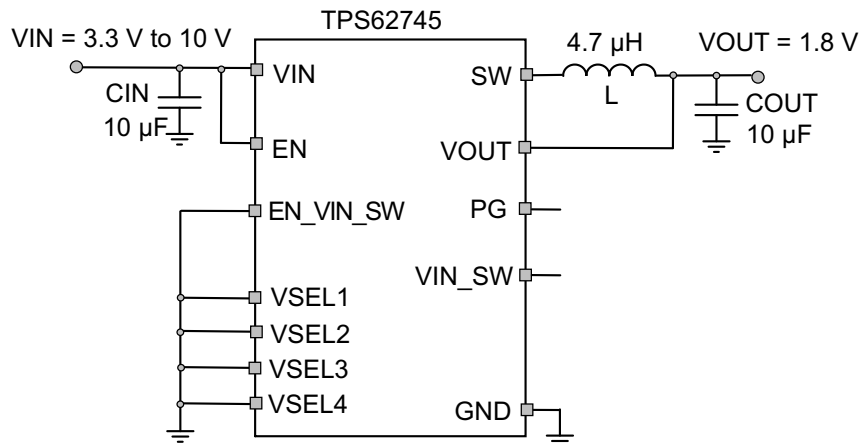 TPS62745
VIN = 3.3 V to 10 V
4.7 µH
VOUT = 1.8 V
VIN
SW
CIN
10 µF
L
COUT
10 µF
EN
VOUT
EN_VIN_SW
PG
VIN_SW
VSEL1
VSEL2
VSEL3
VSEL4
GND